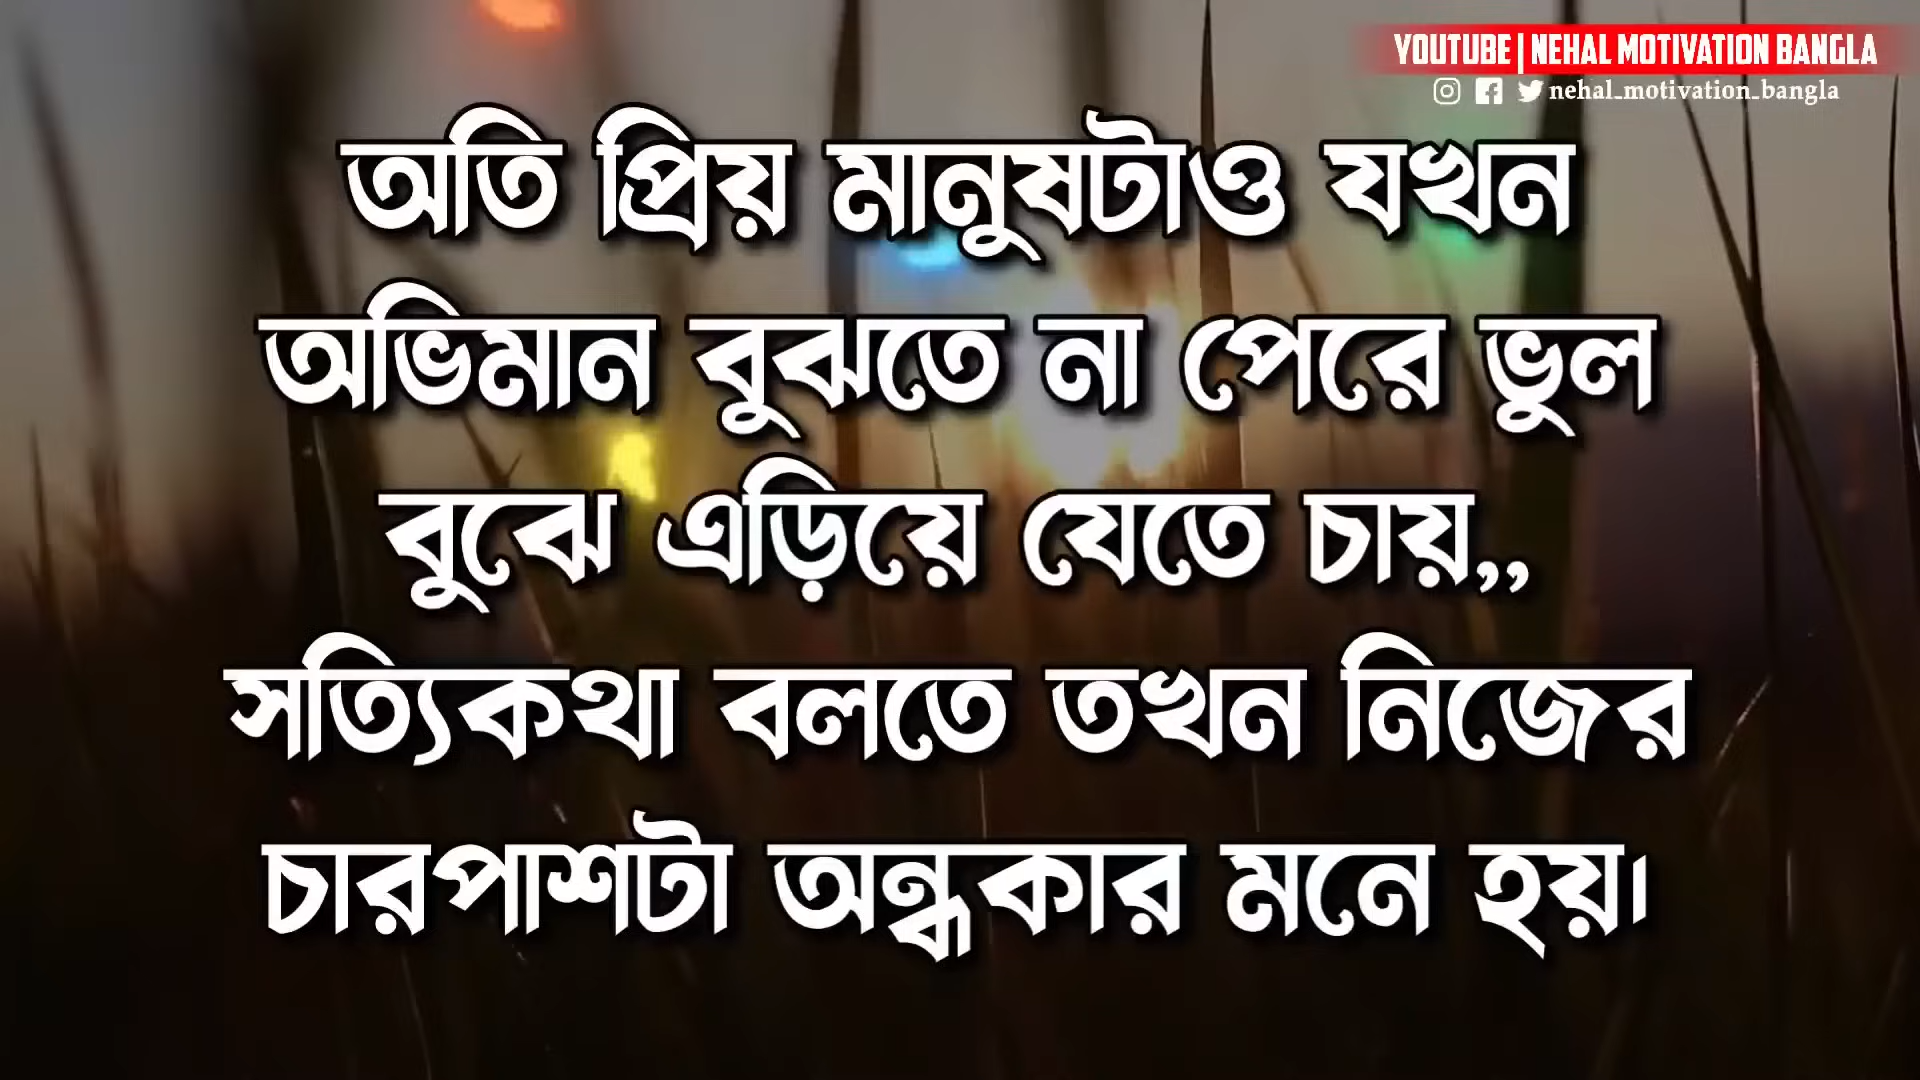 YOUTUBE | NEHAL MOTIVATION BANGLA
nehal_motivation_bangla
অতি প্রিয় মানুষটাও যখন
অভিমান বুঝতে না পেরে ভুল
বুঝে এড়িয়ে যেতে চায়,,
সত্যিকথা বলতে তখন নিজের
চারপাশটা অন্ধকার মনে হয়।